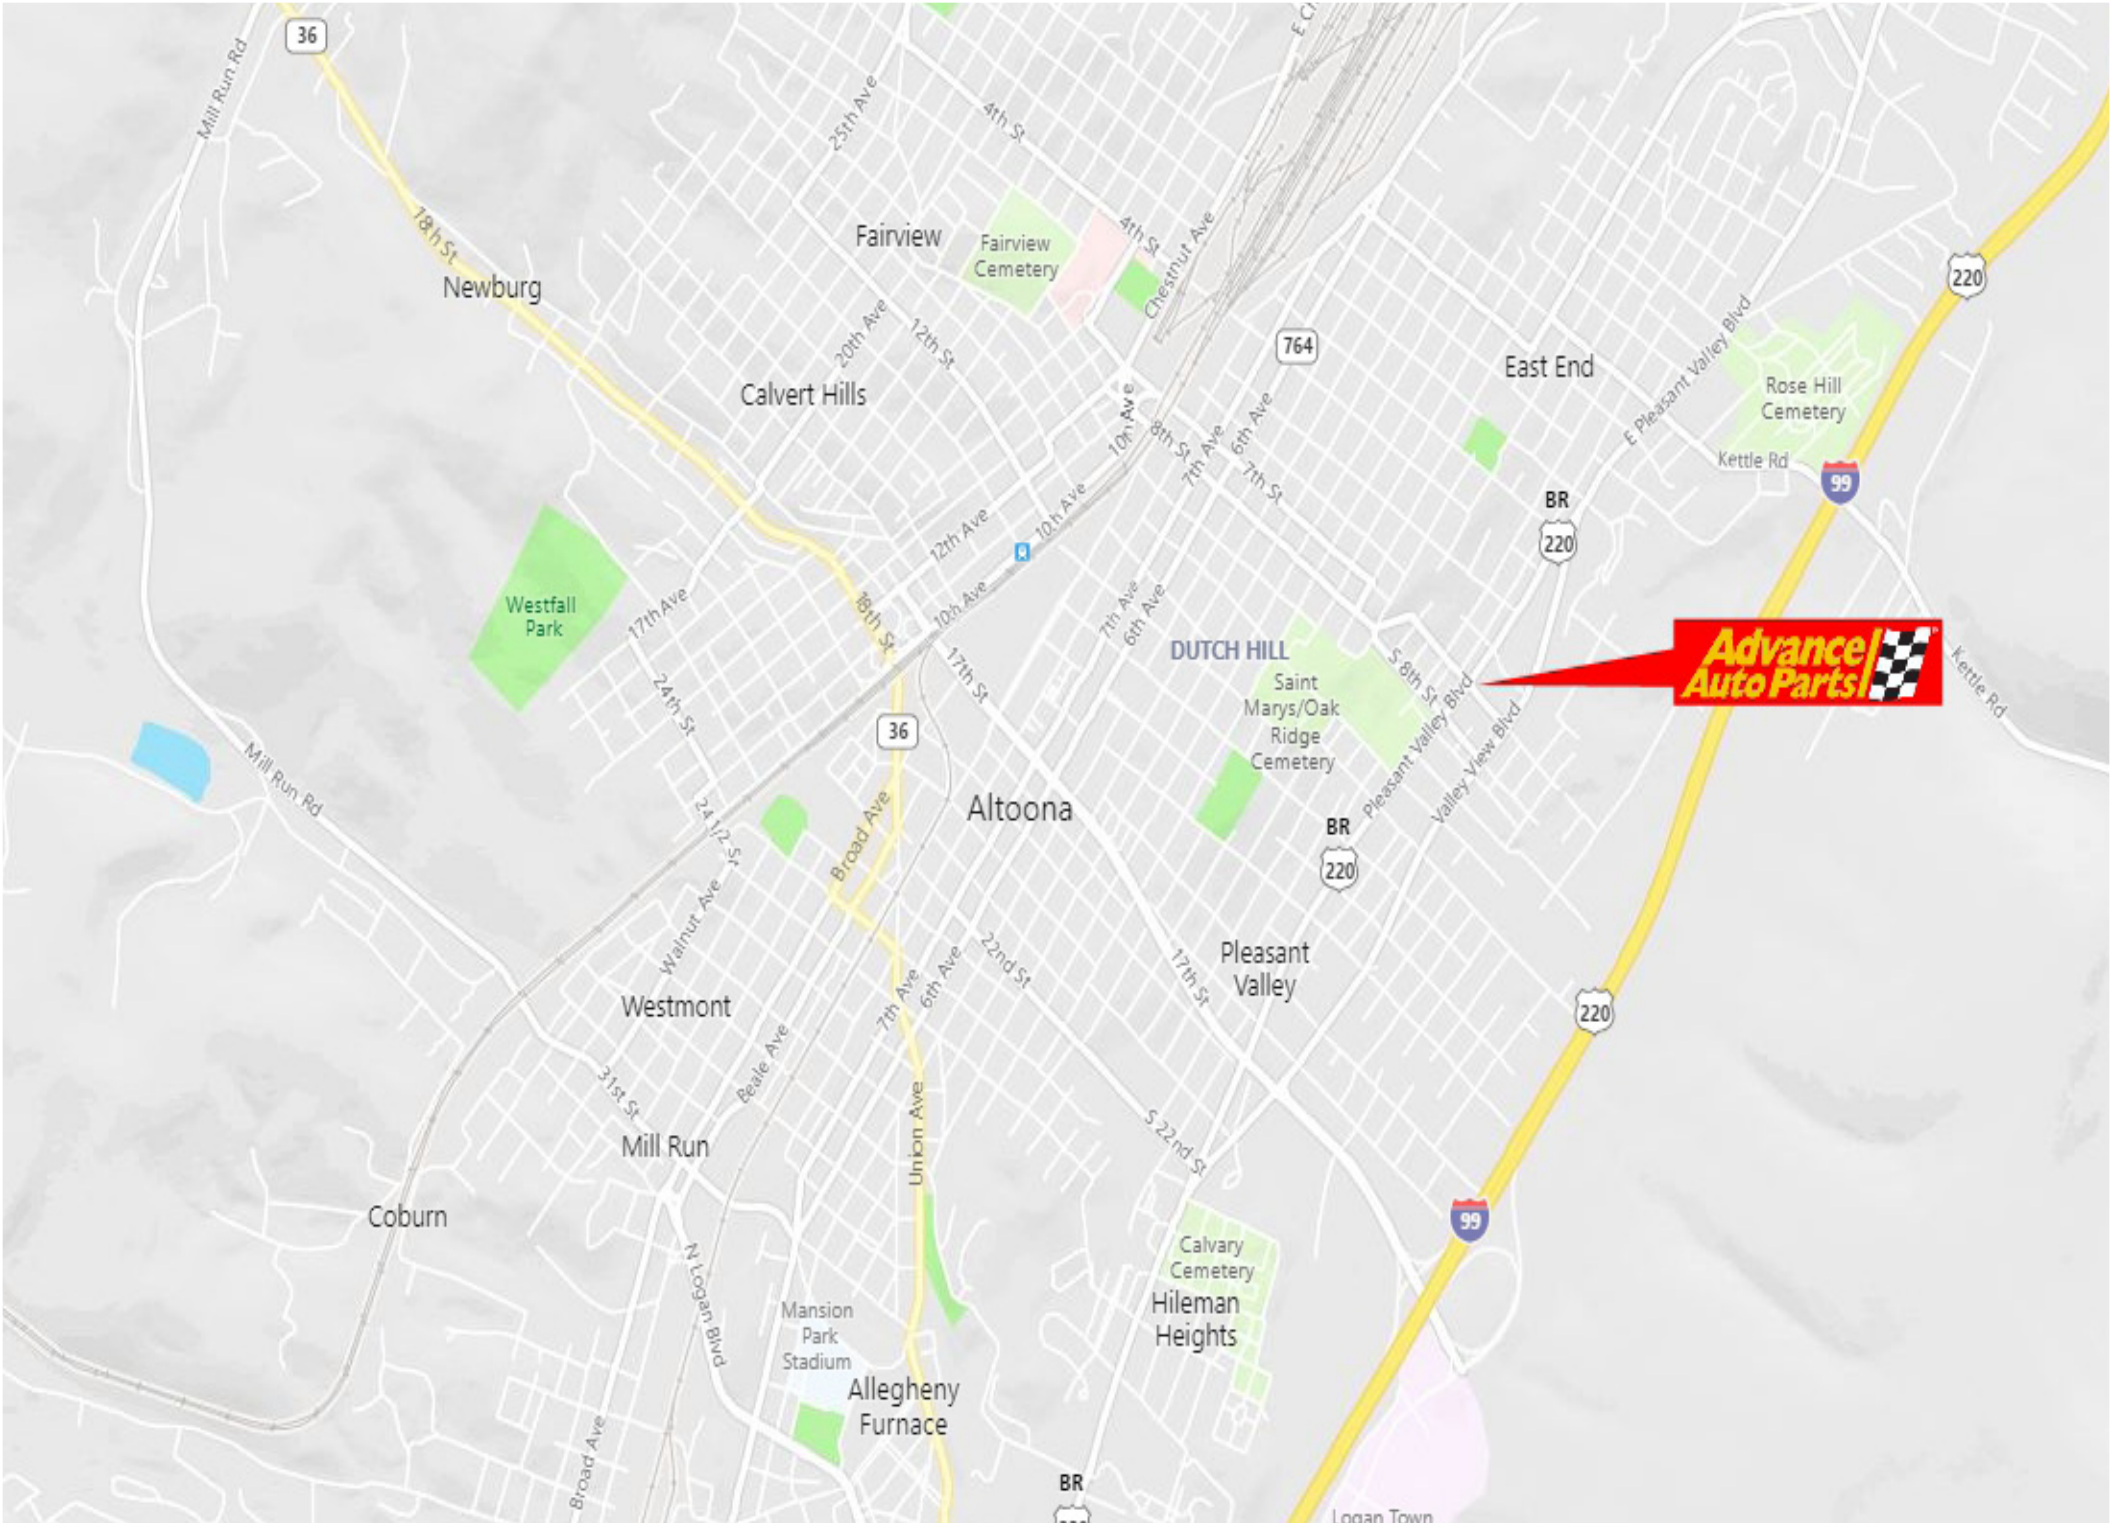 36
Mill Run Rd
25th Ave
4th St
18th St
Newburg
Fairview
Fairview
Cemetery
4th St
Chestnut Ave
220
20th Ave
12th St
764
East End
E Pleasant Valley Blvd
Rose Hill
Cemetery
Calvert Hills
10th Ave
8th St
7th Ave
6th Ave
7th St
Kettle Rd
99
BR
220
12th Ave
10th Ave
Westfall
Park
17th Ave
18th St
10th Ave
7th Ave
6th Ave
DUTCH HILL
Saint
Marys/Oak
Ridge
Cemetery
S 8th St
Advance
Auto Parts
Kettle Rd
24th St
17th St
36
Pleasant Valley Blvd
Valley View Blvd
Mill Run Rd
24 1/2 St
Broad Ave
Altoona
BR
220
Walnut Ave
22nd St
17th St
Pleasant
Valley
Westmont
7th Ave
6th Ave
220
Beale Ave
31st St
Union Ave
S 22nd St
Mill Run
Coburn
99
Calvary
Cemetery
Hileman
Heights
N Logan Blvd
Mansion
Park
Stadium
Allegheny
Furnace
Broad Ave
BR
Logan Town